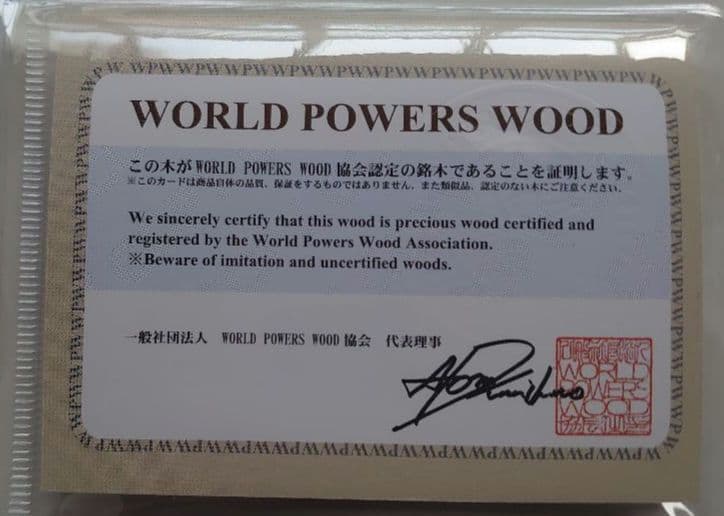 WPWWPWWPWWPWWPWWPWWPWWPWWPWWPWWPW
WORLD POWERS WOOD
この木がWORLD POWERS WOOD協会認定の銘木であることを証明します。
※このカードは商品自体の品質、保証をするものではありません、また類似品、認定のない木にご注意ください。
We sincerely certify that this wood is precious wood certified and
registered by the World Powers Wood Association.
※Beware of imitation and uncertified woods.
一般社団法人 WORLD POWERS WOOD協会 代表理事
WORLD
POWERS
WOOD